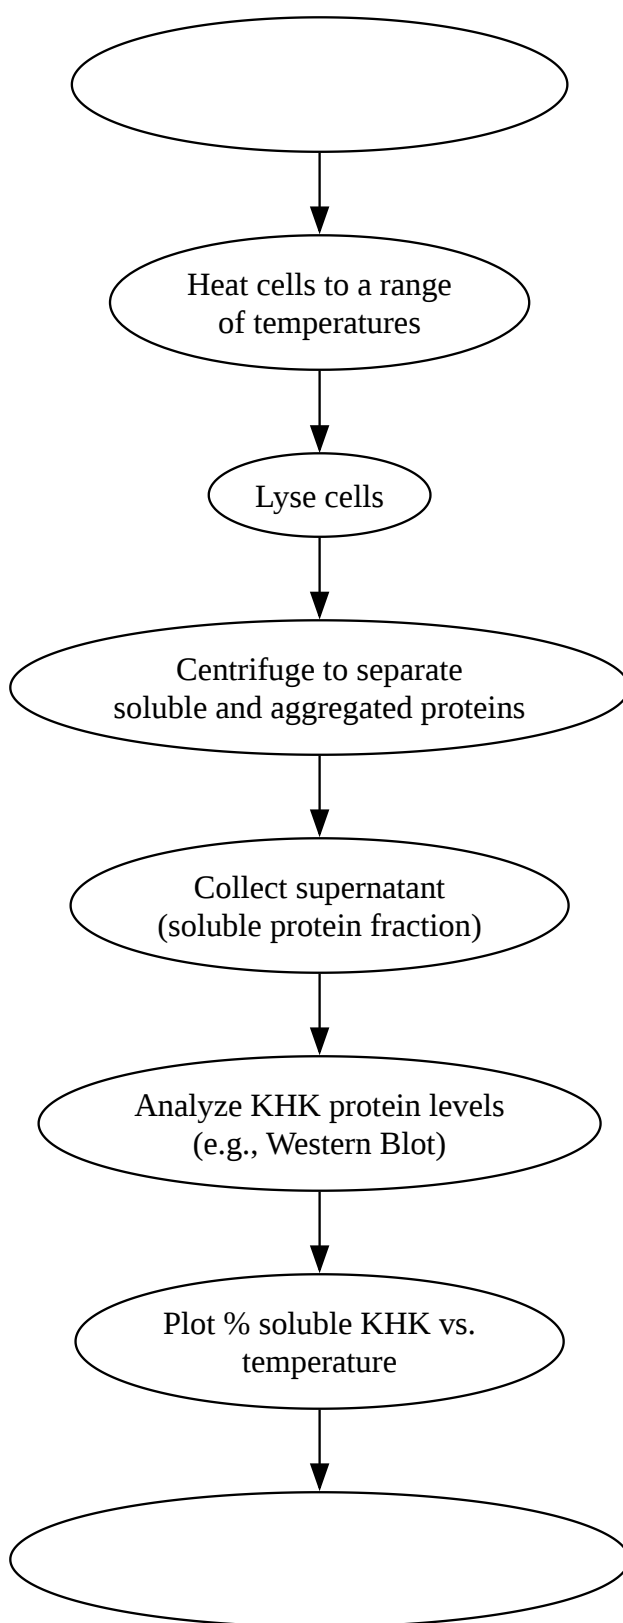 Heat cells to a range
of temperatures
Lyse cells
Centrifuge to separate
soluble and aggregated proteins
Collect supernatant
(soluble protein fraction)
Analyze KHK protein levels
(e.g., Western Blot)
Plot % soluble KHK vs.
temperature